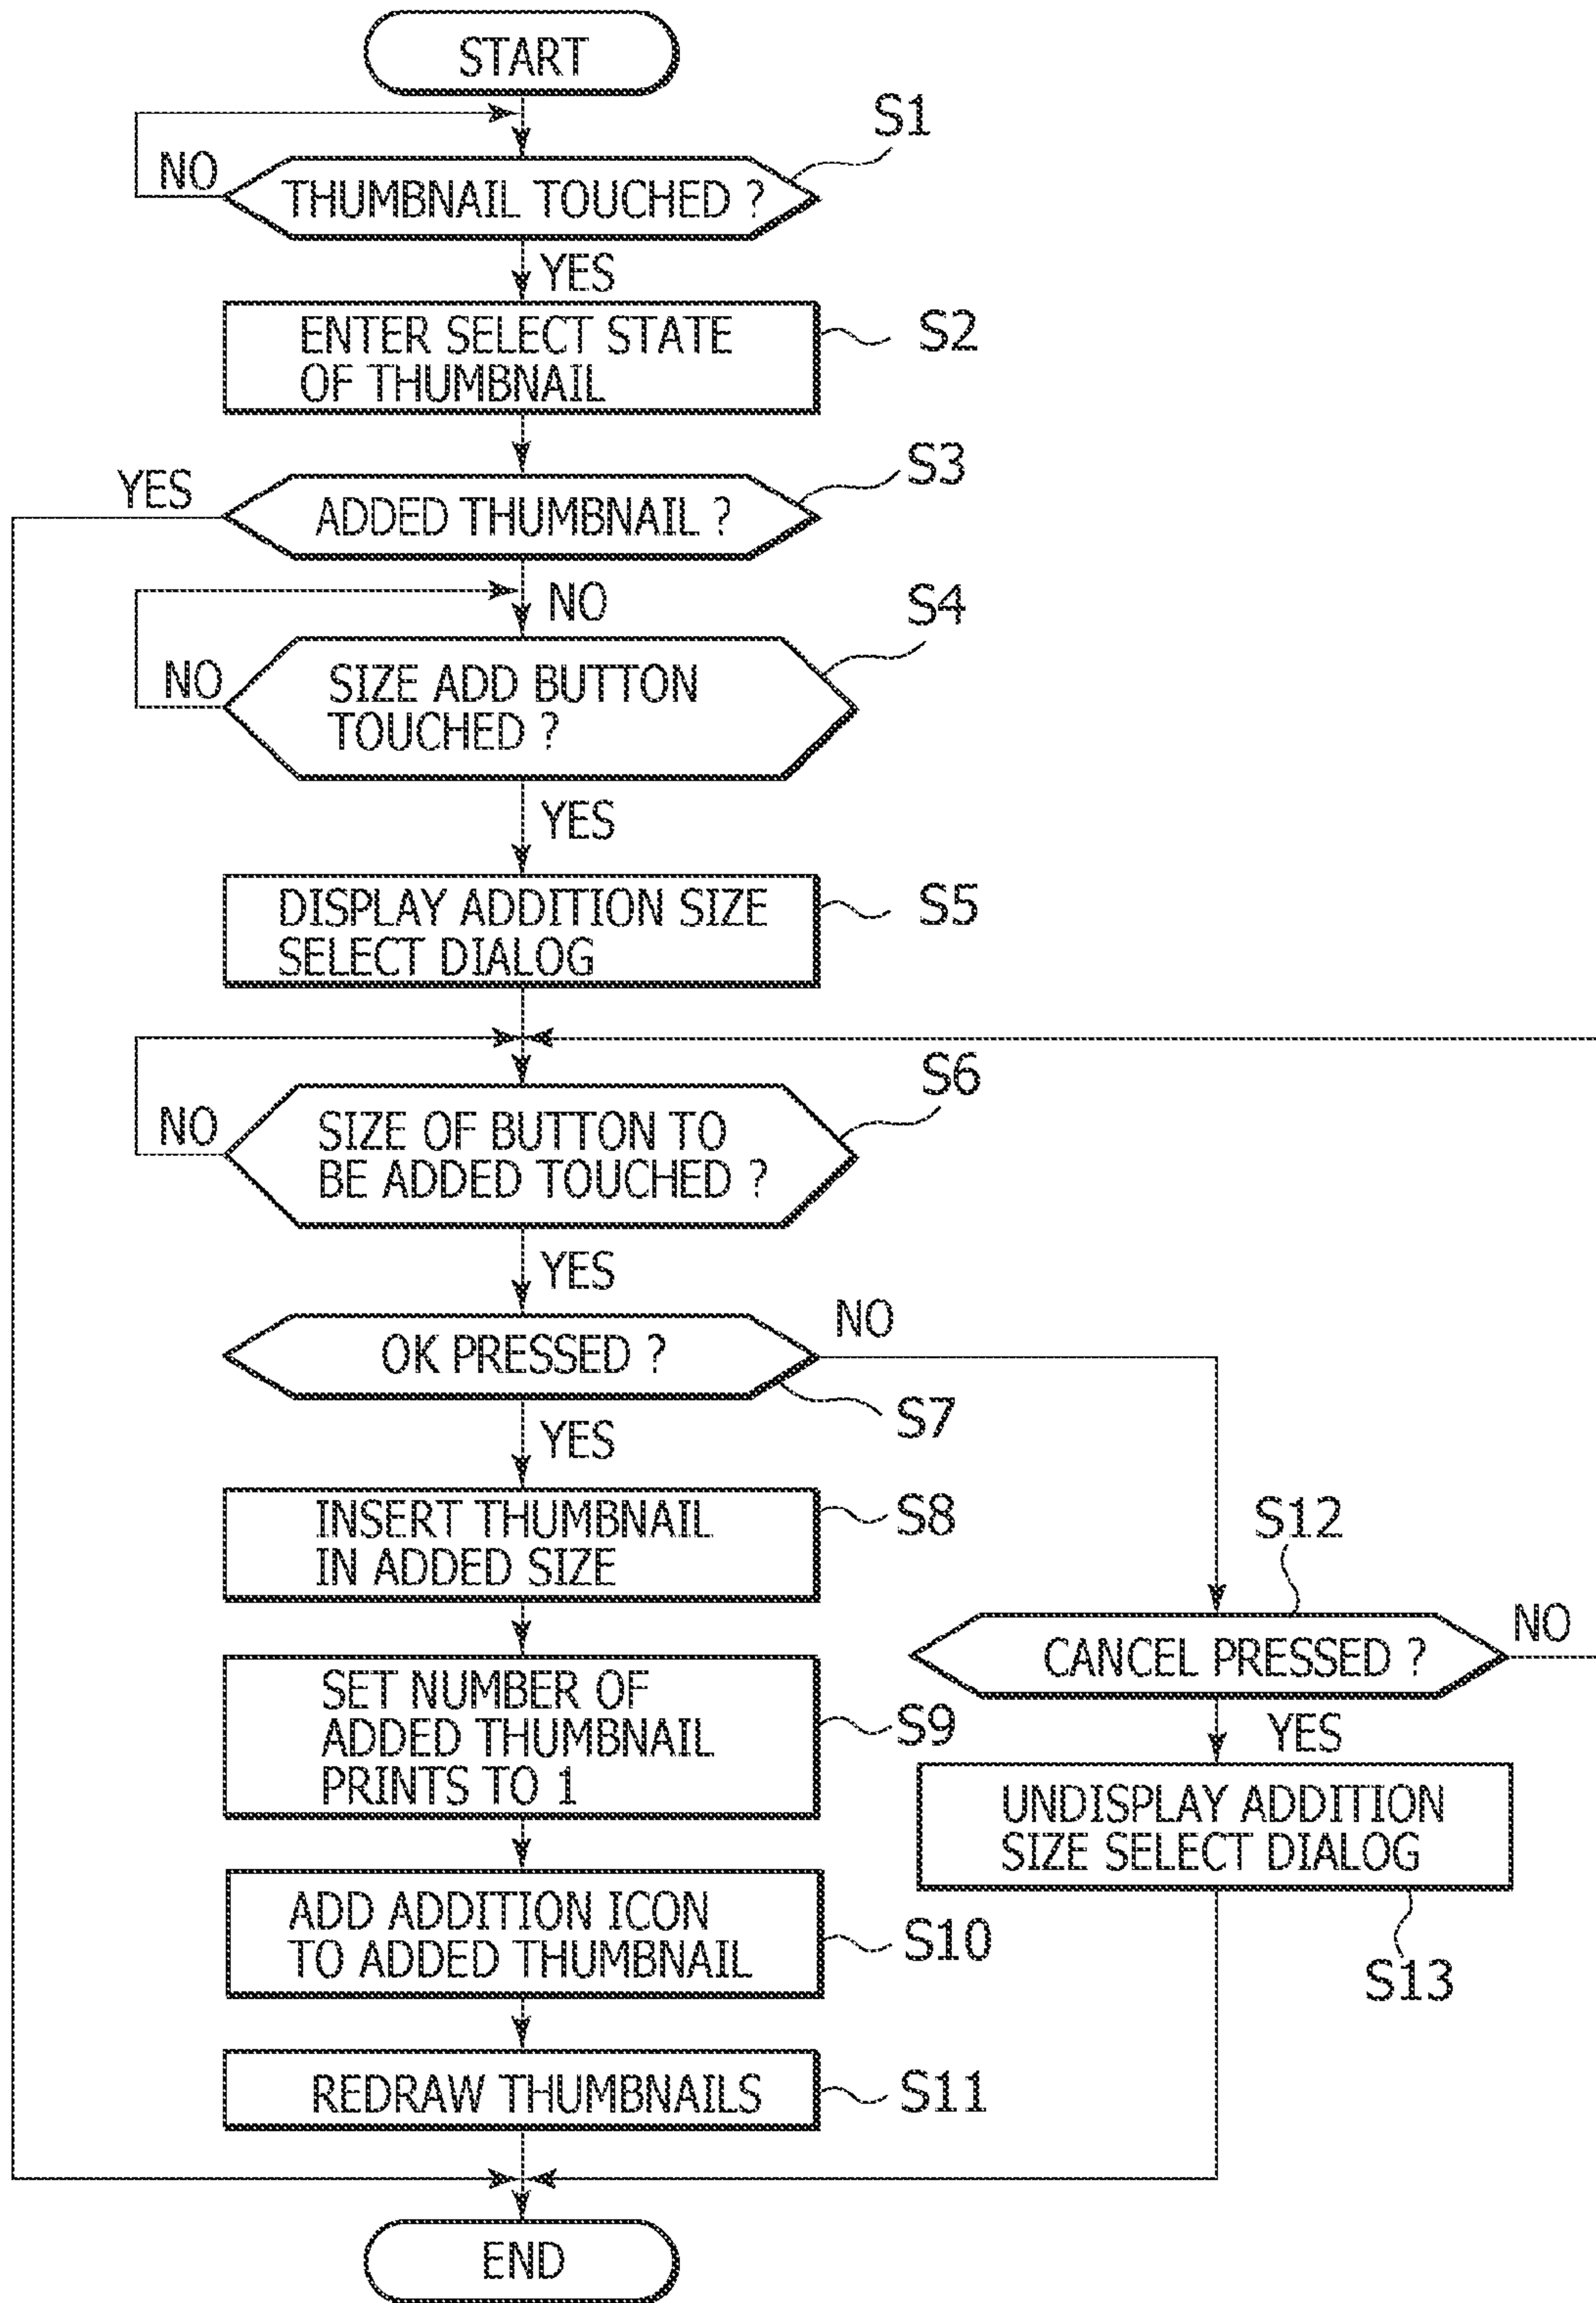 START
S1
NO
THUMBNAIL TOUCHED ?
YES
ENTER SELECT STATE
OF THUMBNAIL
S2
S3
YES
ADDED THUMBNAIL ?
NO
S4
NO
SIZE ADD BUTTON
TOUCHED ?
YES
DISPLAY ADDITION SIZE
SELECT DIALOG
S5
S6
NO
SIZE OF BUTTON TO
BE ADDED TOUCHED ?
YES
NO
OK PRESSED ?
S7
YES
INSERT THUMBNAIL
IN ADDED SIZE
S8
S12
NO
CANCEL PRESSED ?
SET NUMBER OF
ADDED THUMBNAIL
PRINTS TO 1
S9
YES
UNDISPLAY ADDITION
SIZE SELECT DIALOG
S13
ADD ADDITION ICON
TO ADDED THUMBNAIL
S10
REDRAW THUMBNAILS
S11
END